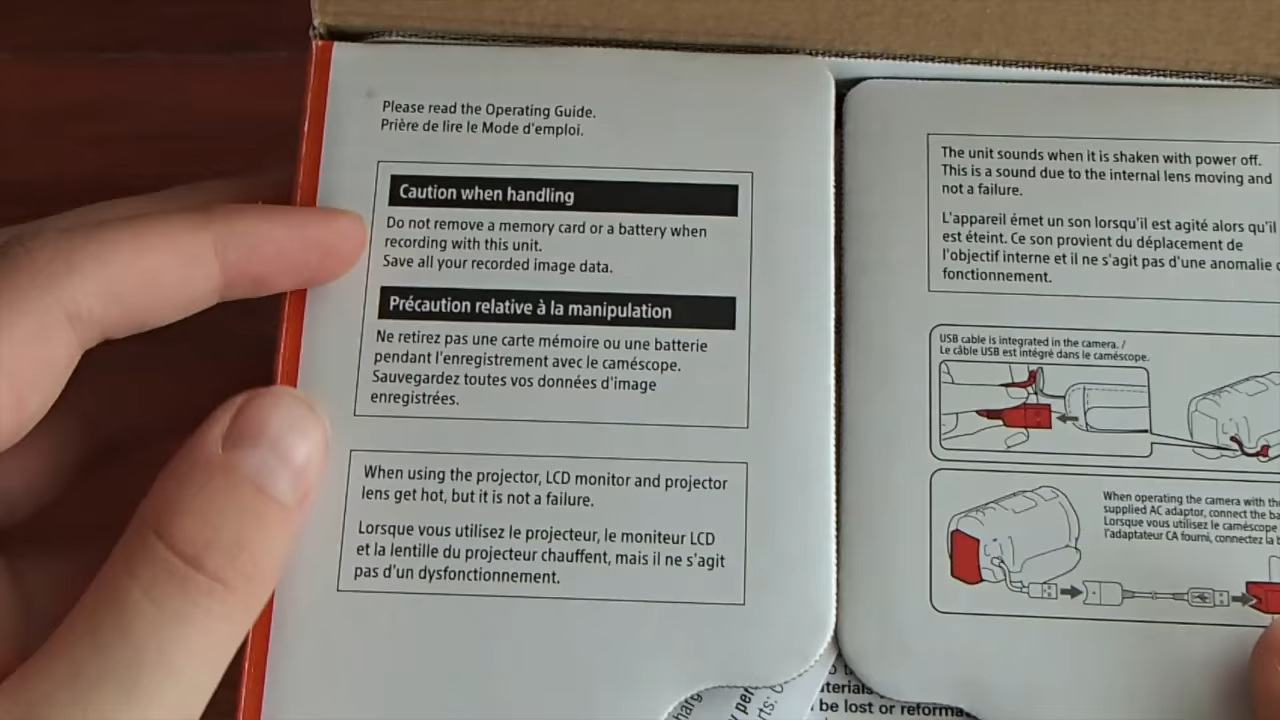 Please read the Operating Guide.
Prière de lire le Mode d'emploi.
Caution when handling
Do not remove a memory card or a battery when
recording with this unit.
Save all your recorded image data.
Précaution relative à la manipulation
Ne retirez pas une carte mémoire ou une batterie
pendant l'enregistrement avec le caméscope.
Sauvegardez toutes vos données d'image
enregistrées.
When using the projector, LCD monitor and projector
lens get hot, but it is not a failure.
Lorsque vous utilisez le projecteur, le moniteur LCD
et la lentille du projecteur chauffent, mais il ne s'agit
pas d'un dysfonctionnement.
The unit sounds when it is shaken with power off.
This is a sound due to the internal lens moving and
not a failure.
L'appareil émet un son lorsqu'il est agité alors qu'il
est éteint. Ce son provient du déplacement de
l'objectif interne et il ne s'agit pas d'une anomalie
fonctionnement.
USB cable is integrated in the camera. /
Le câble USB est intégré dans le caméscope.
When operating the camera with the
supplied AC adaptor, connect the
Lorsque vous utilisez le caméscope
l'adaptateur CA fourni, connectez la
be lost or